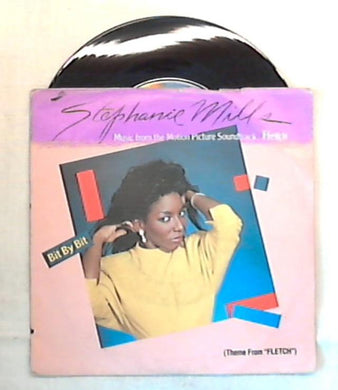 Stephanie Mills
Music from the Motion Picture Soundtrack Fletch
Bit By Bit
(Theme From "FLETCH")